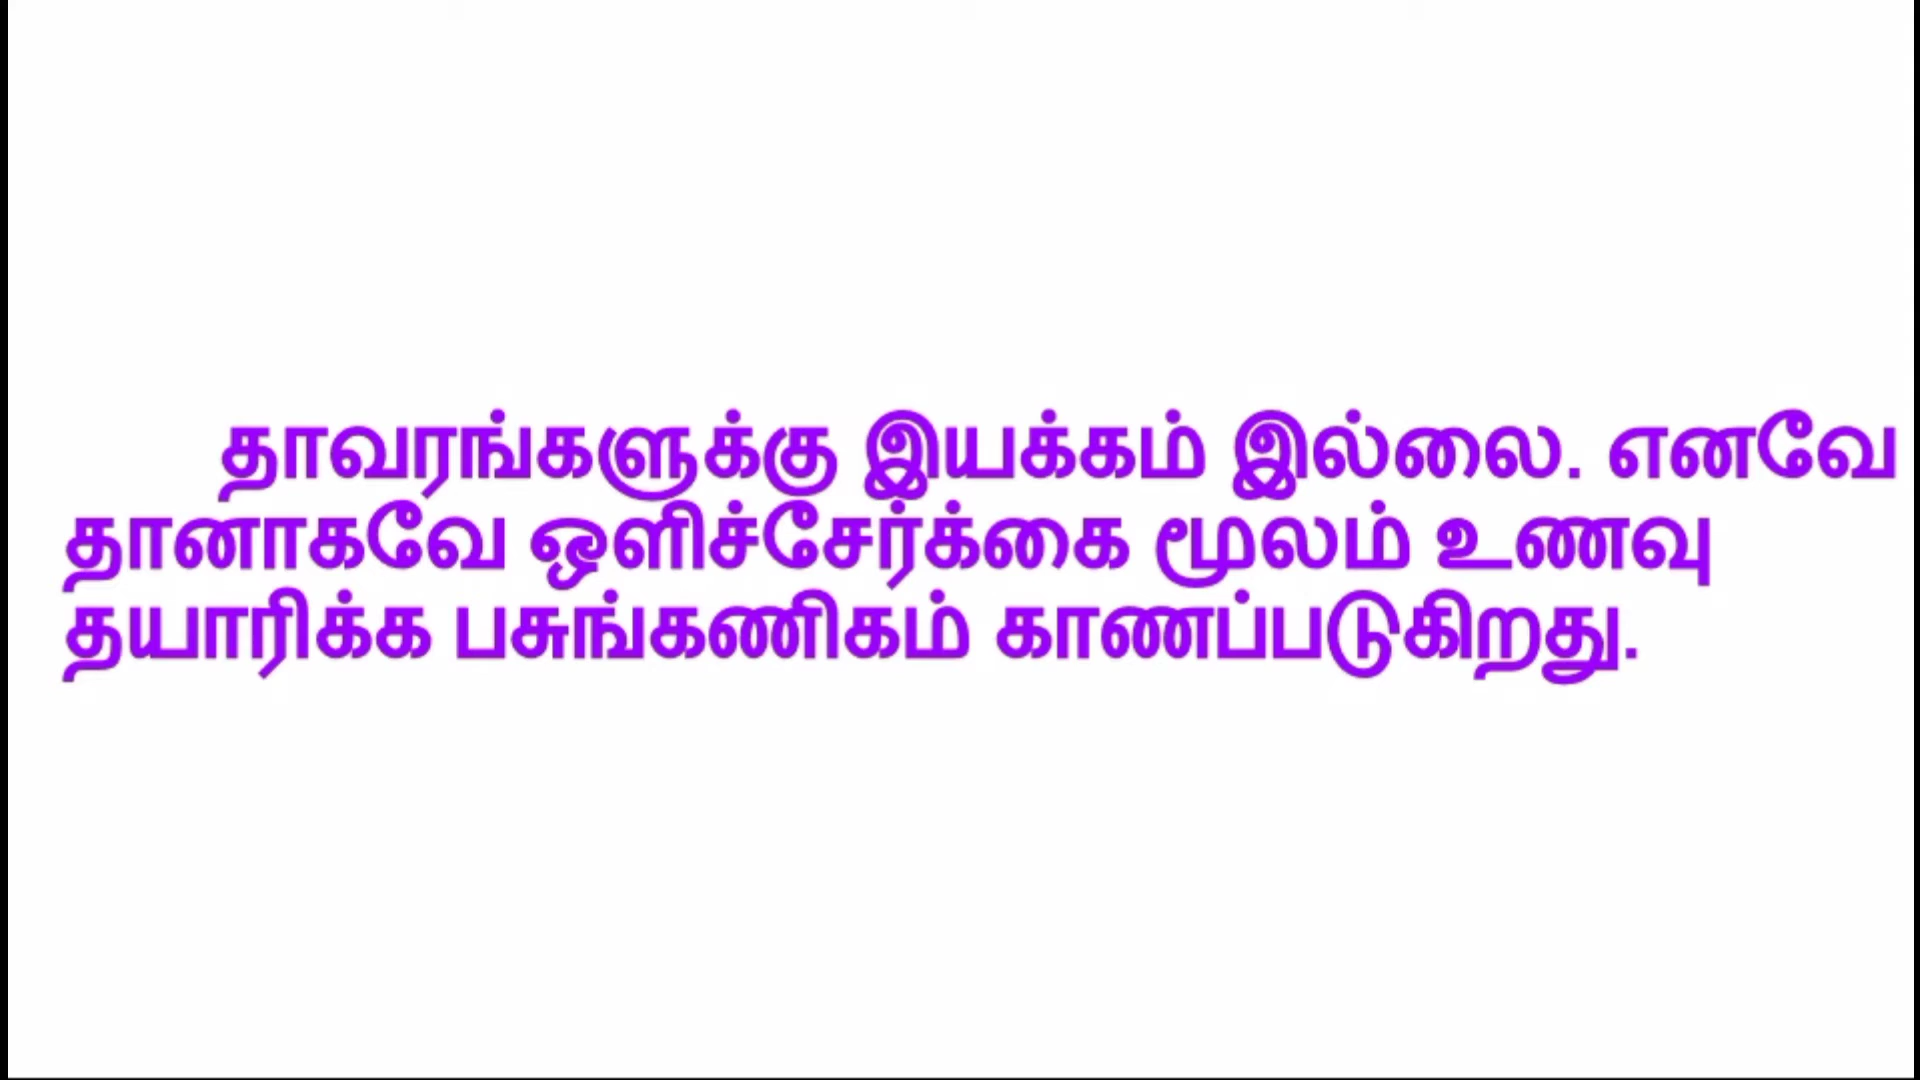 தாவரங்களுக்கு இயக்கம் இல்லை. எனவே
தானாகவே ஒளிச்சேர்க்கை மூலம் உணவு
தயாரிக்க பசுங்கணிகம் காணப்படுகிறது.